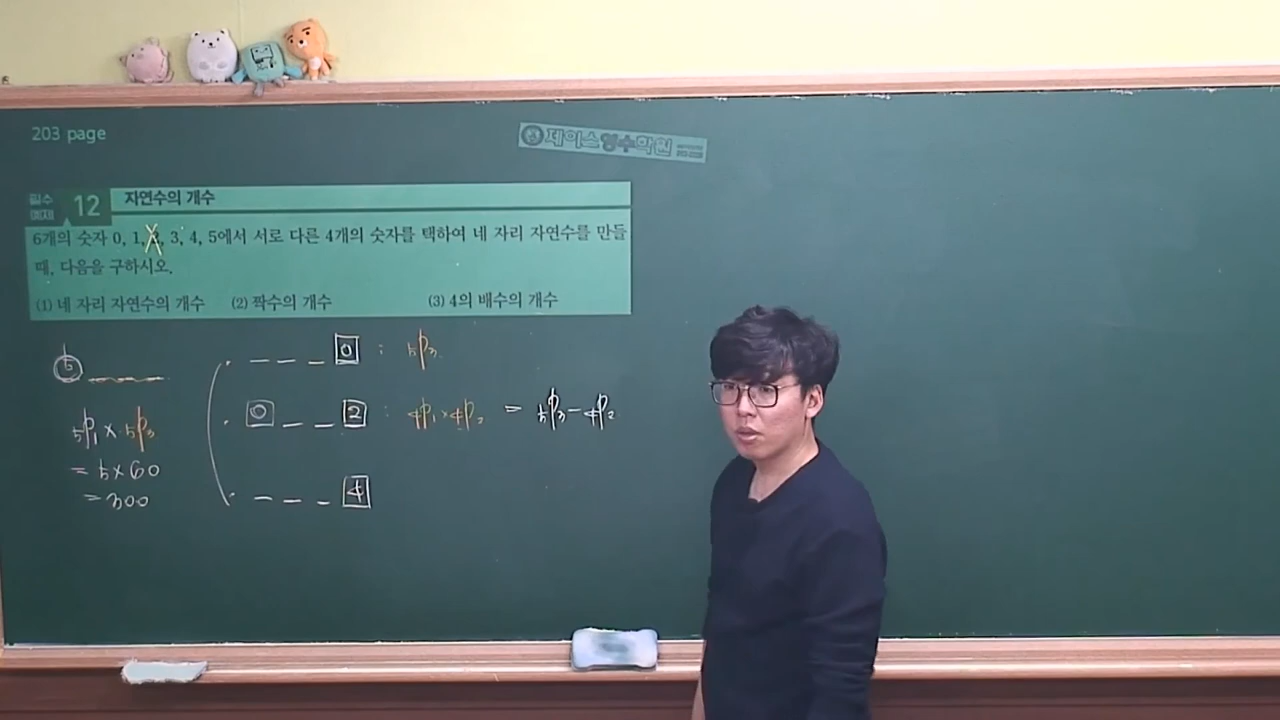 203 page
제이스영수학원
필수 예제 12 자연수의 개수
6개의 숫자 0, 1, 2, 3, 4, 5에서 서로 다른 4개의 숫자를 택하여 네 자리 자연수를 만들
때, 다음을 구하시오.
(1) 네 자리 자연수의 개수 (2) 짝수의 개수 (3) 4의 배수의 개수
5 _ _ _
₅P₁ × ₅P₃
= 5×60
= 300
_ _ _ 0 : ₅P₃
0 _ _ 2 : ₄P₁ × ₄P₂ = ₅P₃ - ₄P₂
_ _ _ 4